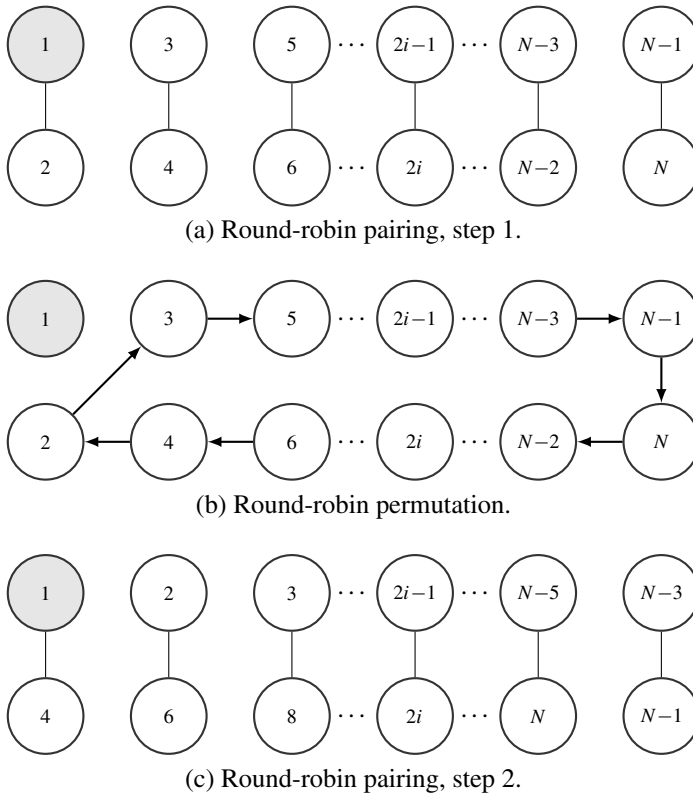 1 3 5 ··· 2i−1 ··· N−3 N−1
2 4 6 ··· 2i ··· N−2 N
(a) Round-robin pairing, step 1.
1 3 5 ··· 2i−1 ··· N−3 N−1
2 4 6 ··· 2i ··· N−2 N
(b) Round-robin permutation.
1 2 3 ··· 2i−1 ··· N−5 N−3
4 6 8 ··· 2i ··· N N−1
(c) Round-robin pairing, step 2.